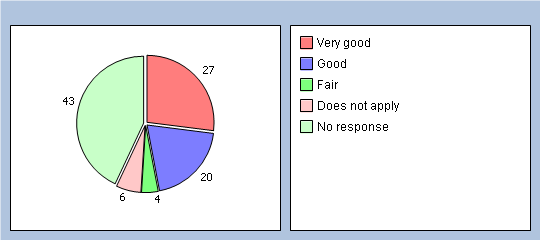 27
43
20
6
4
Very good
Good
Fair
Does not apply
No response